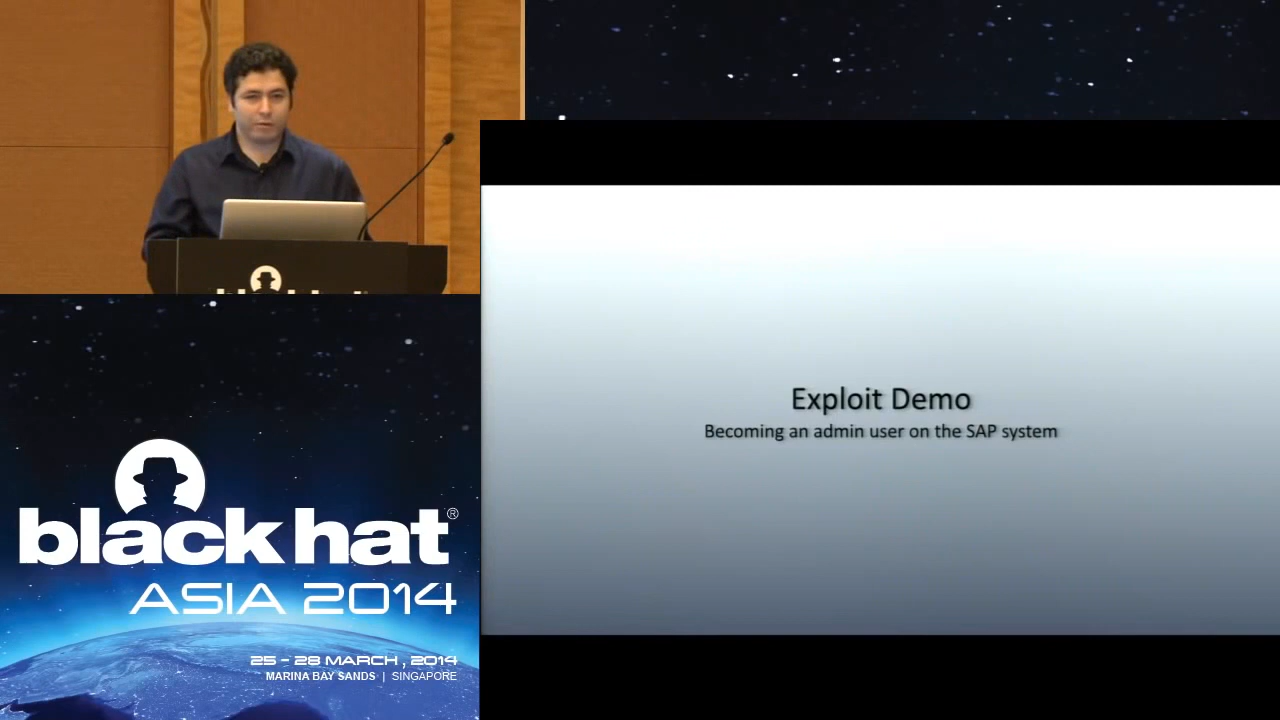 Exploit Demo
Becoming an admin user on the SAP system
black hat®
ASIA 2014
25 - 28 MARCH , 2014
MARINA BAY SANDS | SINGAPORE